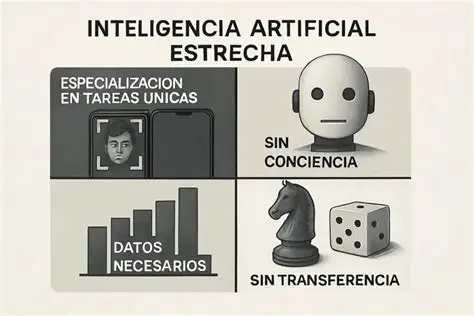 INTELIGENCIA ARTIFICIAL
ESTRECHA
ESPECIALIZACION
EN TAREAS UNICAS
SIN
CONCIENCIA
DATOS
NECESARIOS
SIN TRANSFERENCIA